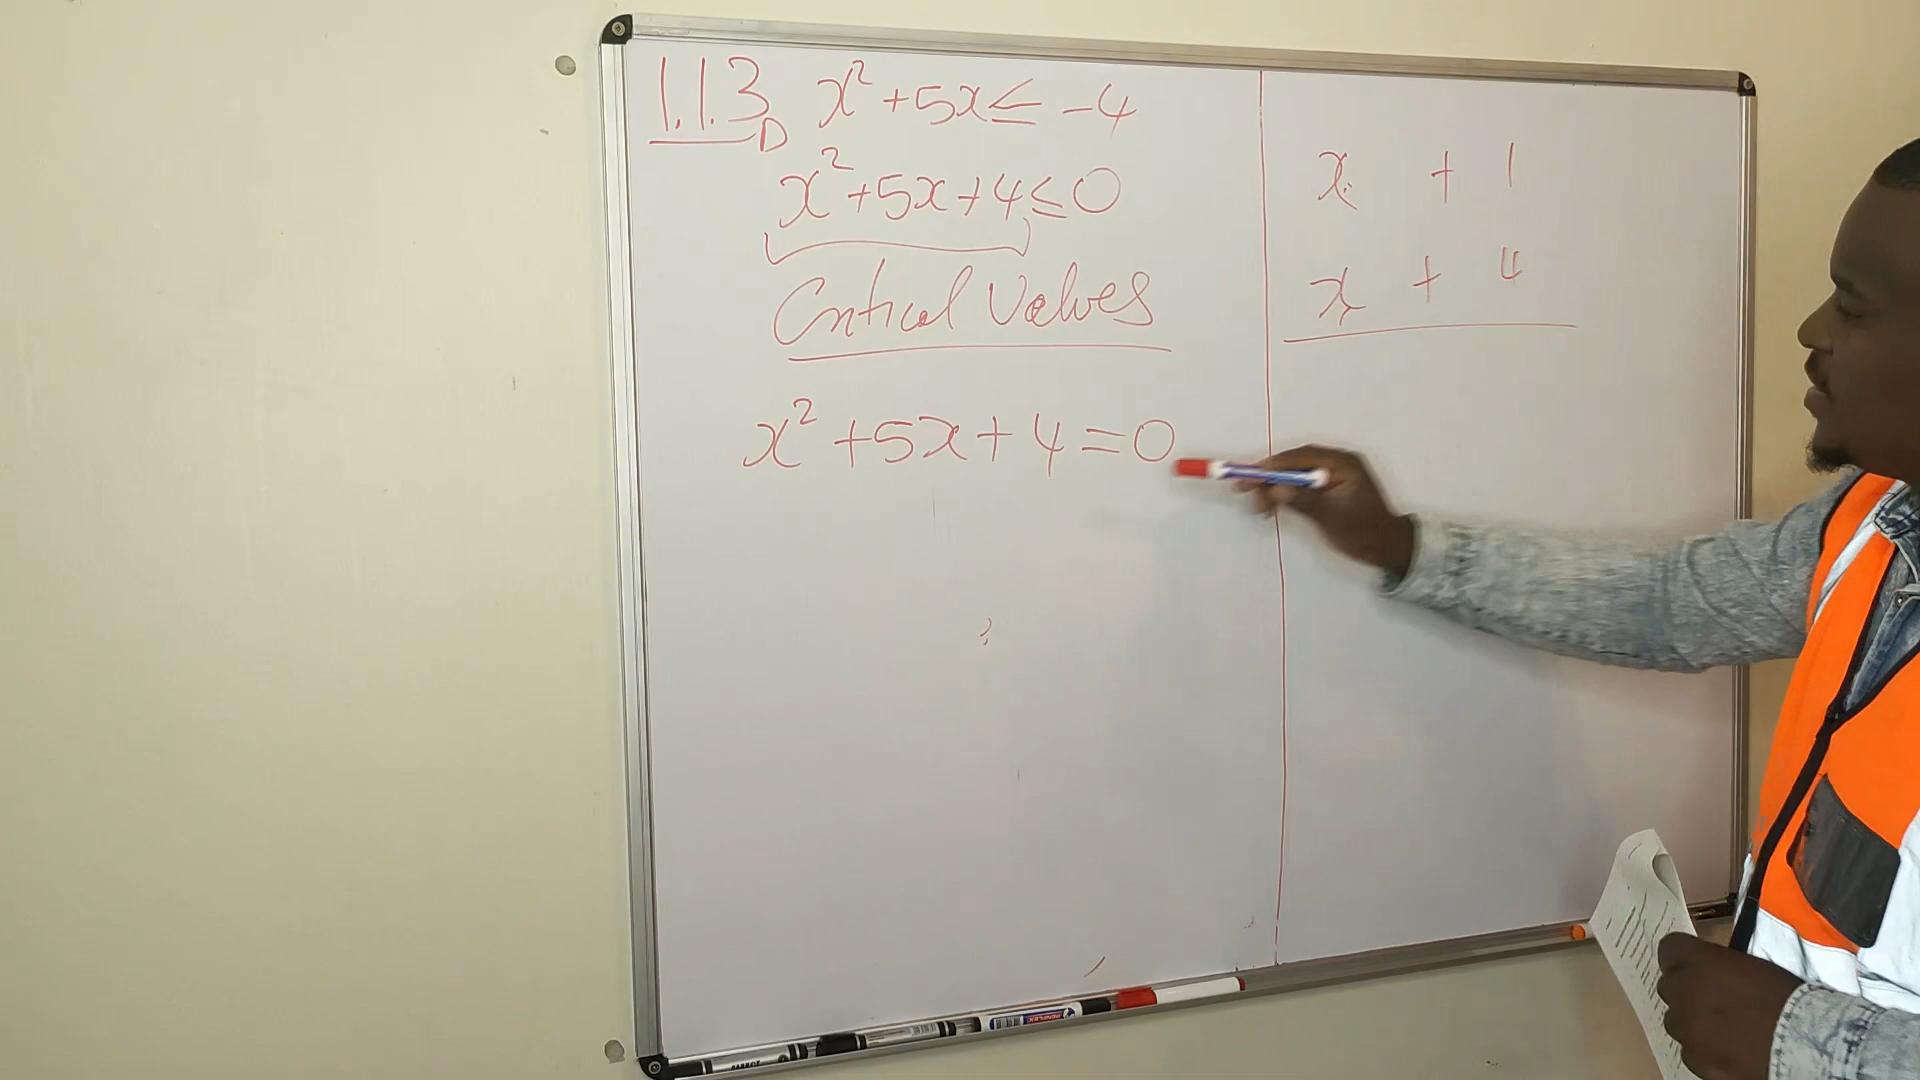 1.1.3 D x² + 5x ≤ -4
x² + 5x + 4 ≤ 0
Critical Values
x² + 5x + 4 = 0
x + 1
x + 4